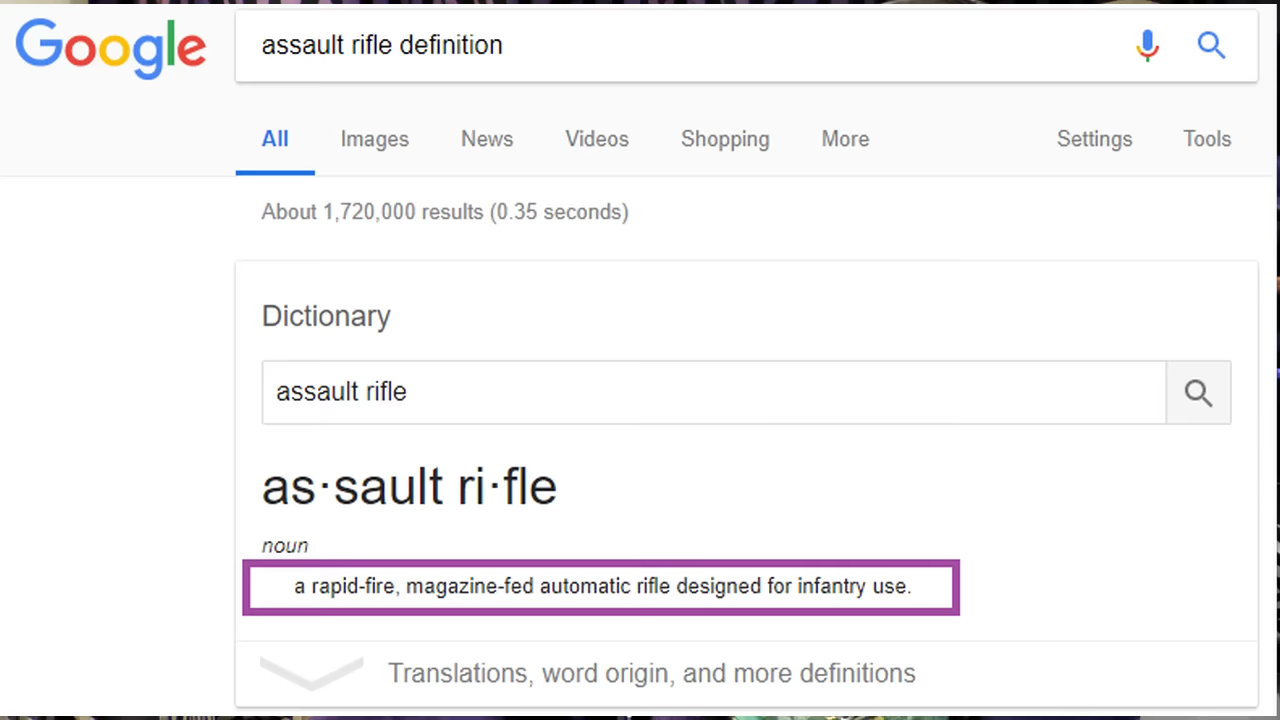 Google
assault rifle definition
All Images News Videos Shopping More Settings Tools
About 1,720,000 results (0.35 seconds)
Dictionary
assault rifle
as·sault ri·fle
noun
a rapid-fire, magazine-fed automatic rifle designed for infantry use.
Translations, word origin, and more definitions